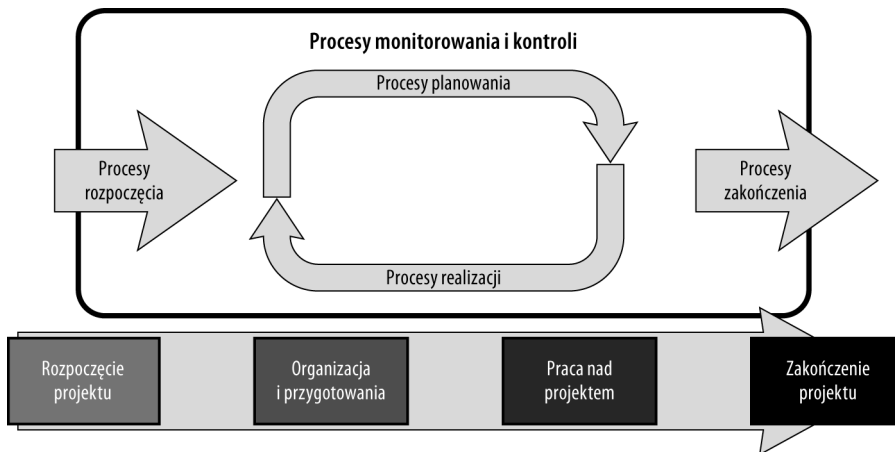 Procesy monitorowania i kontroli
Procesy planowania
Procesy
rozpoczęcia
Procesy
zakończenia
Procesy realizacji
Rozpoczęcie
projektu
Organizacja
i przygotowania
Praca nad
projektem
Zakończenie
projektu